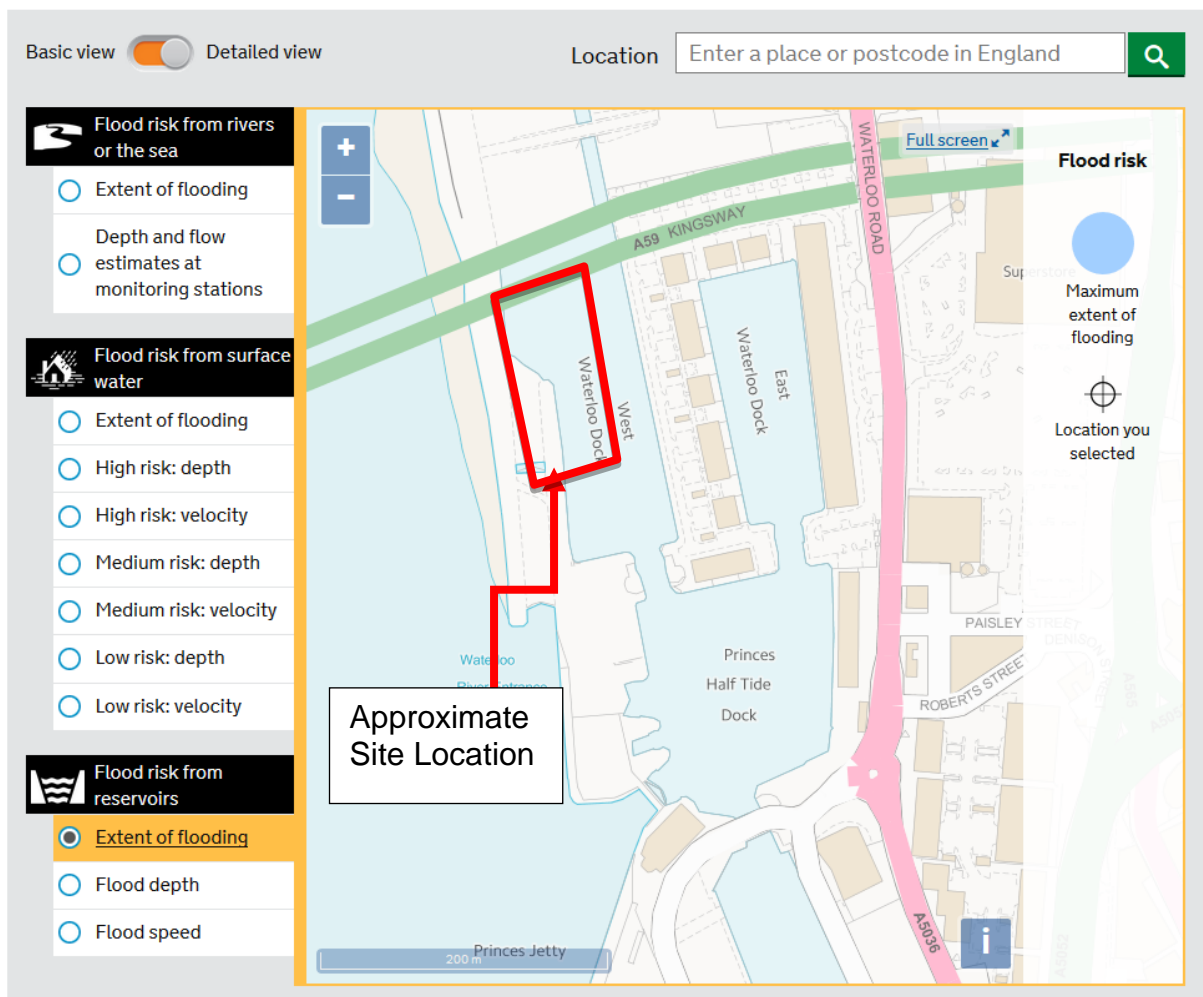 Basic view
Detailed view
Location
Enter a place or postcode in England
Flood risk from rivers
or the sea
Extent of flooding
Depth and flow
estimates at
monitoring stations
Flood risk from surface
water
Extent of flooding
High risk: depth
High risk: velocity
Medium risk: depth
Medium risk: velocity
Low risk: depth
Low risk: velocity
Flood risk from
reservoirs
Extent of flooding
Flood depth
Flood speed
+
−
Full screen
WATERLOO ROAD
A59 KINGSWAY
Superstore
West
Waterloo Dock
East
Waterloo Dock
PAISLEY STREET
DENISON STREET
ROBERTS STREET
Princes
Half Tide
Dock
Waterloo
River Entrance
Approximate
Site Location
A5036
A5052
200 m
Princes Jetty
i
Flood risk
Maximum
extent of
flooding
Location you
selected